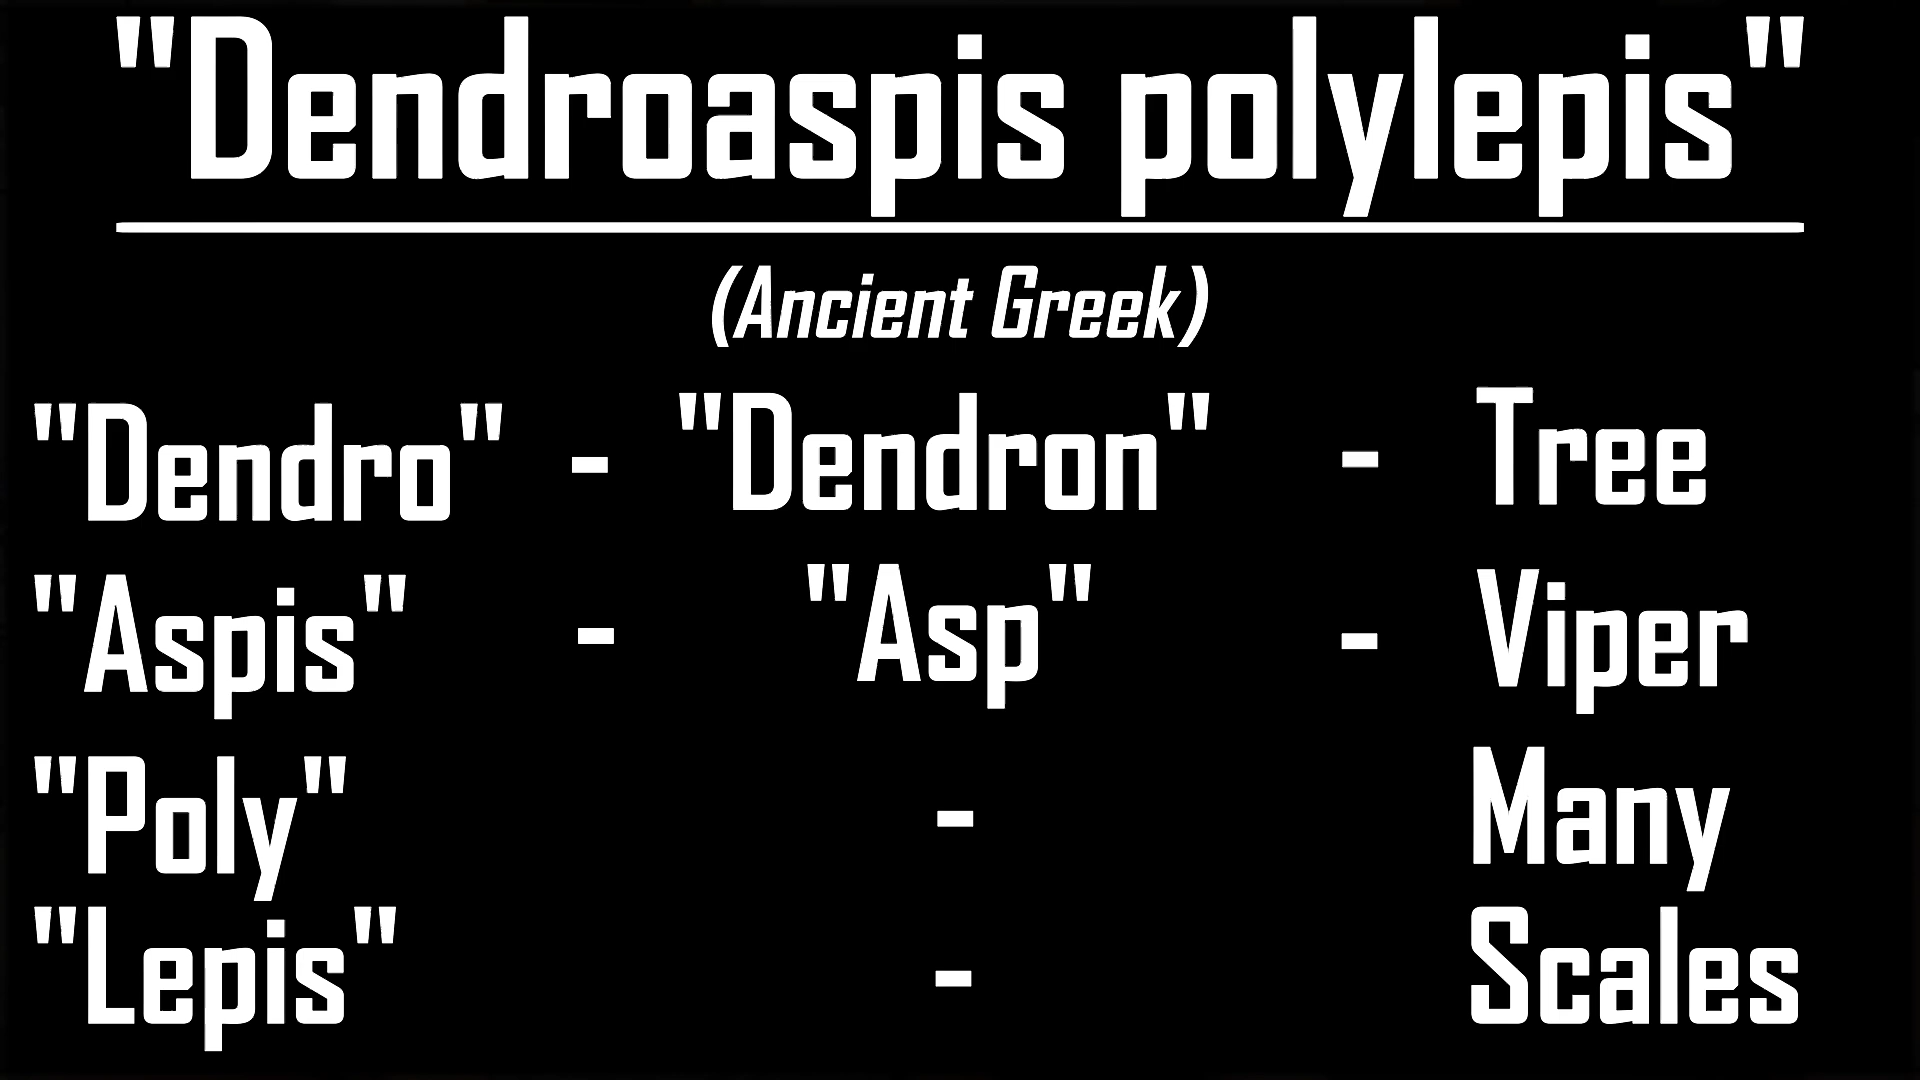 "Dendroaspis polylepis"
(Ancient Greek)
"Dendro" - "Dendron" - Tree
"Aspis" - "Asp" - Viper
"Poly" - Many
"Lepis" - Scales